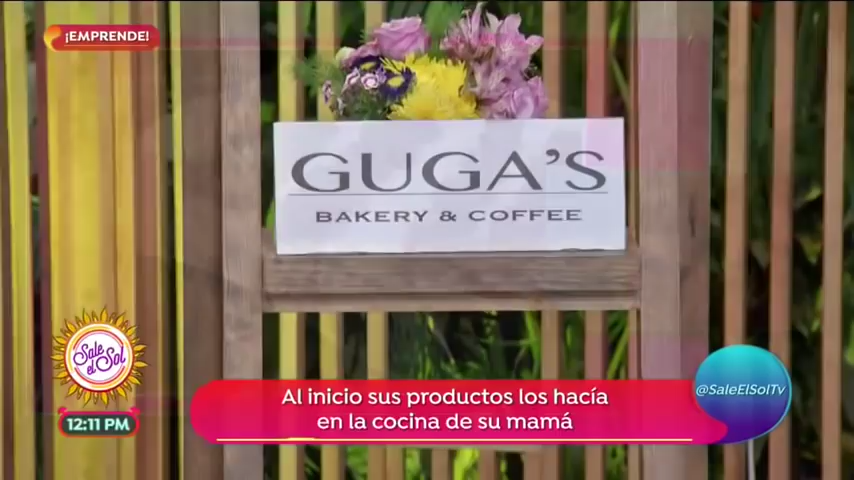 ¡EMPRENDE!
GUGA'S
BAKERY & COFFEE
Sale
el Sol
12:11 PM
Al inicio sus productos los hacía
en la cocina de su mamá
@SaleElSolTv